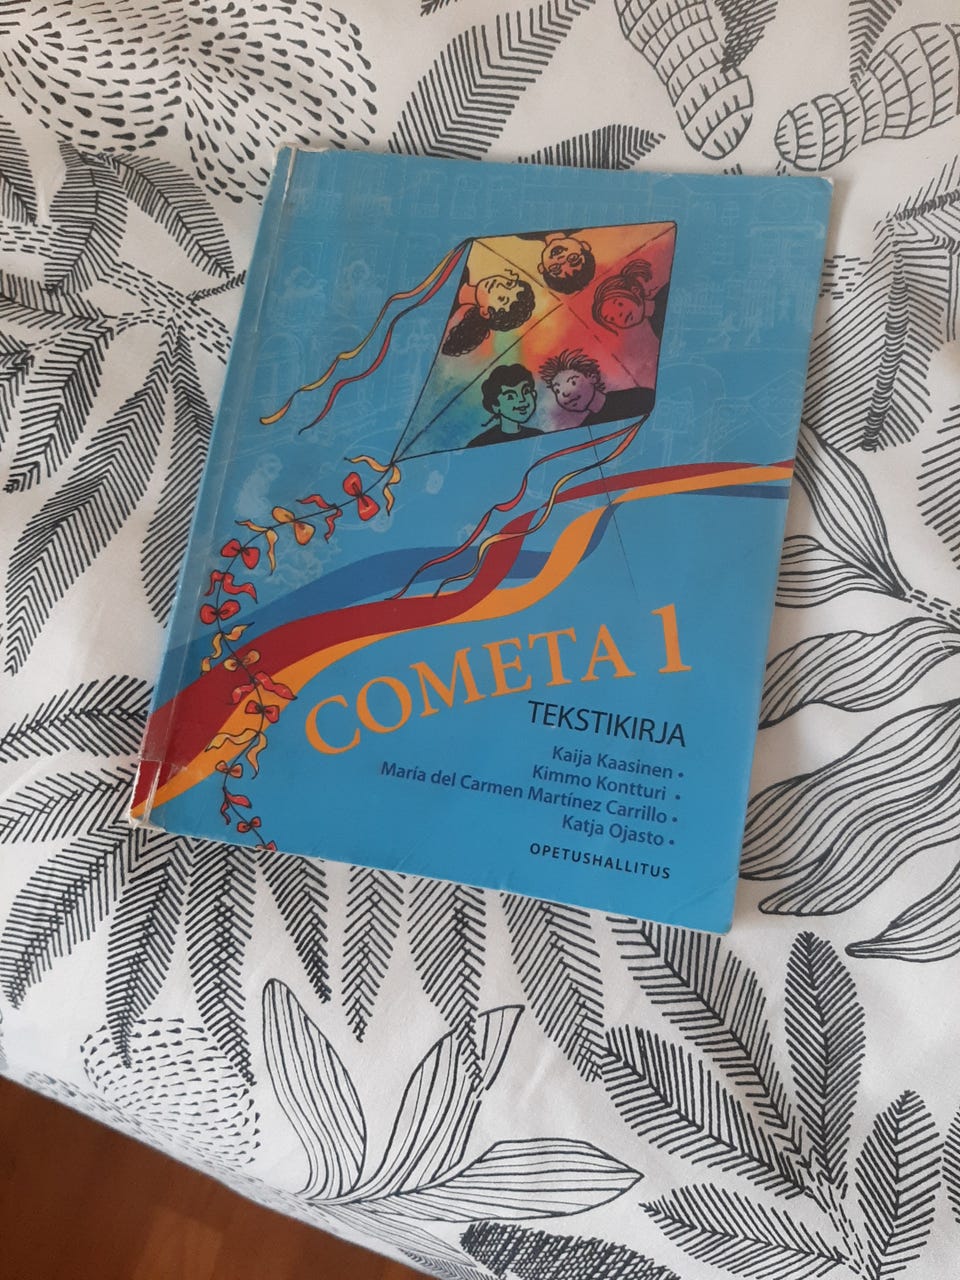 COMETA 1
TEKSTIKIRJA
Kaija Kaasinen •
Kimmo Kontturi •
María del Carmen Martínez Carrillo •
Katja Ojasto •
OPETUSHALLITUS